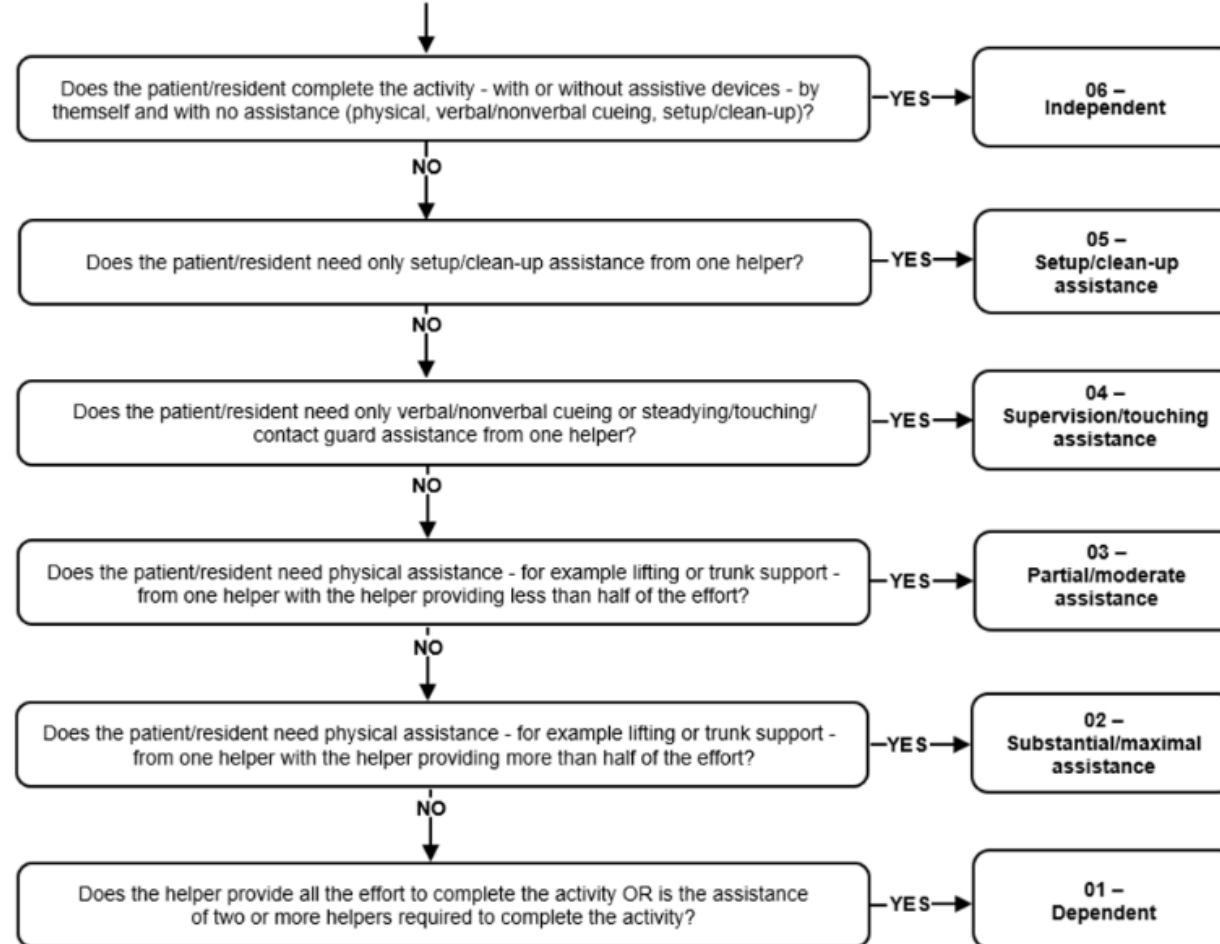 Does the patient/resident complete the activity - with or without assistive devices - by
themself and with no assistance (physical, verbal/nonverbal cueing, setup/clean-up)?
YES
06 –
Independent
NO
Does the patient/resident need only setup/clean-up assistance from one helper?
YES
05 –
Setup/clean-up
assistance
NO
Does the patient/resident need only verbal/nonverbal cueing or steadying/touching/
contact guard assistance from one helper?
YES
04 –
Supervision/touching
assistance
NO
Does the patient/resident need physical assistance - for example lifting or trunk support -
from one helper with the helper providing less than half of the effort?
YES
03 –
Partial/moderate
assistance
NO
Does the patient/resident need physical assistance - for example lifting or trunk support -
from one helper with the helper providing more than half of the effort?
YES
02 –
Substantial/maximal
assistance
NO
Does the helper provide all the effort to complete the activity OR is the assistance
of two or more helpers required to complete the activity?
YES
01 –
Dependent